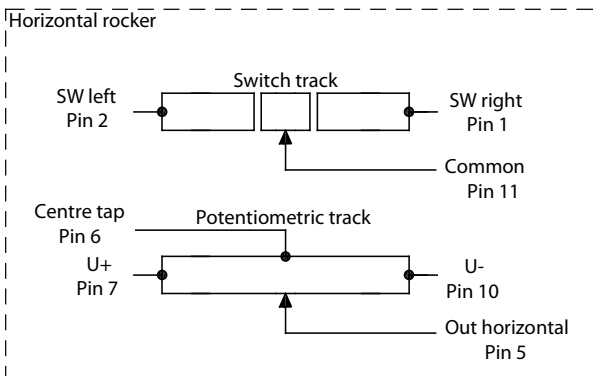 Horizontal rocker
Switch track
SW left
Pin 2
SW right
Pin 1
Common
Pin 11
Centre tap
Pin 6
Potentiometric track
U+
Pin 7
U-
Pin 10
Out horizontal
Pin 5